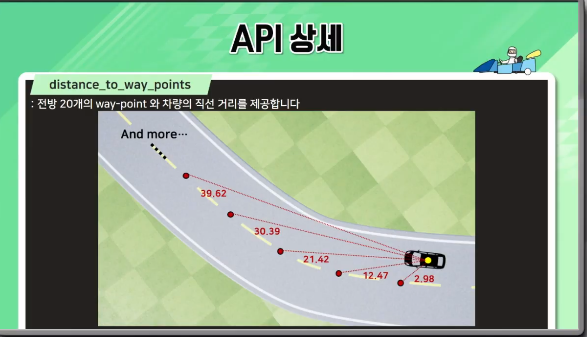 API 상세
distance_to_way_points
: 전방 20개의 way-point 와 차량의 직선 거리를 제공합니다
And more…
39.62
30.39
21.42
12.47
2.98